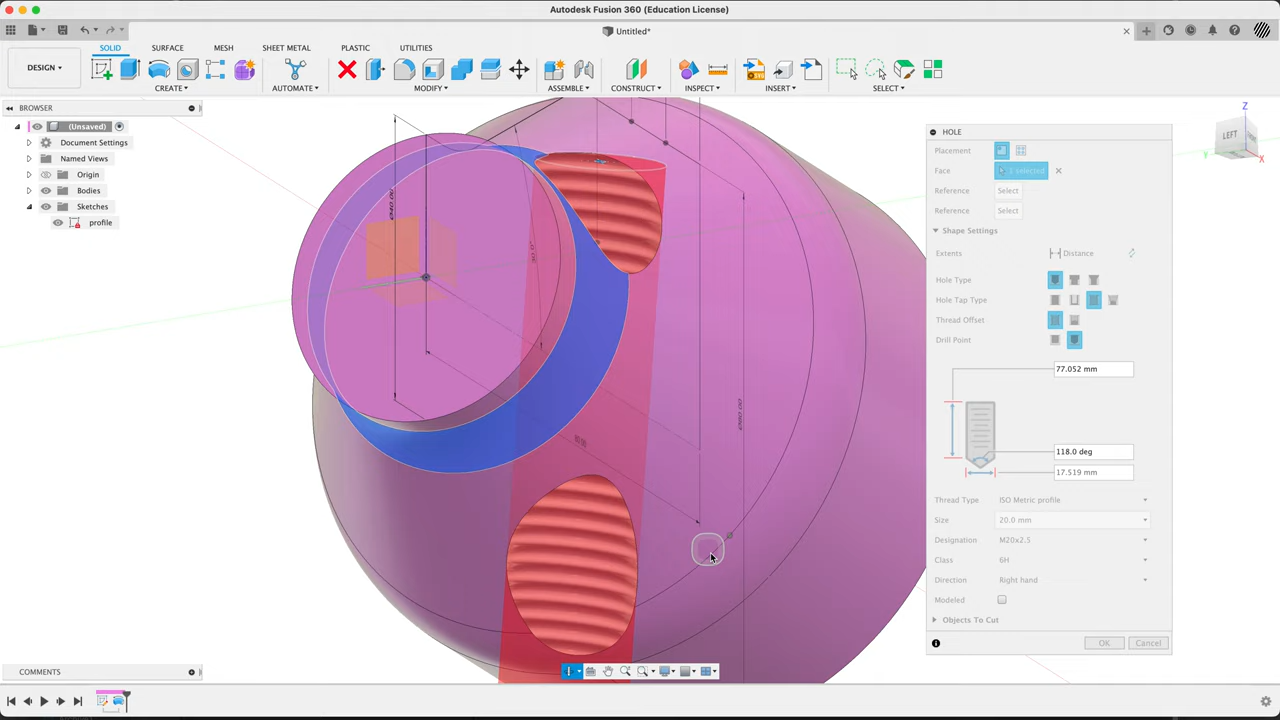 Autodesk Fusion 360 (Education License)
Untitled*
DESIGN
SOLID SURFACE MESH SHEET METAL PLASTIC UTILITIES
CREATE AUTOMATE MODIFY ASSEMBLE CONSTRUCT INSPECT INSERT SELECT
BROWSER
(Unsaved)
Document Settings
Named Views
Origin
Bodies
Sketches
profile
Z
LEFT
Y
X
HOLE
Placement
Face 1 selected
Reference Select
Reference Select
Shape Settings
Extents Distance
Hole Type
Hole Tap Type
Thread Offset
Drill Point
77.052 mm
118.0 deg
17.519 mm
Thread Type ISO Metric profile
Size 20.0 mm
Designation M20x2.5
Class 6H
Direction Right hand
Modeled
Objects To Cut
OK Cancel
COMMENTS